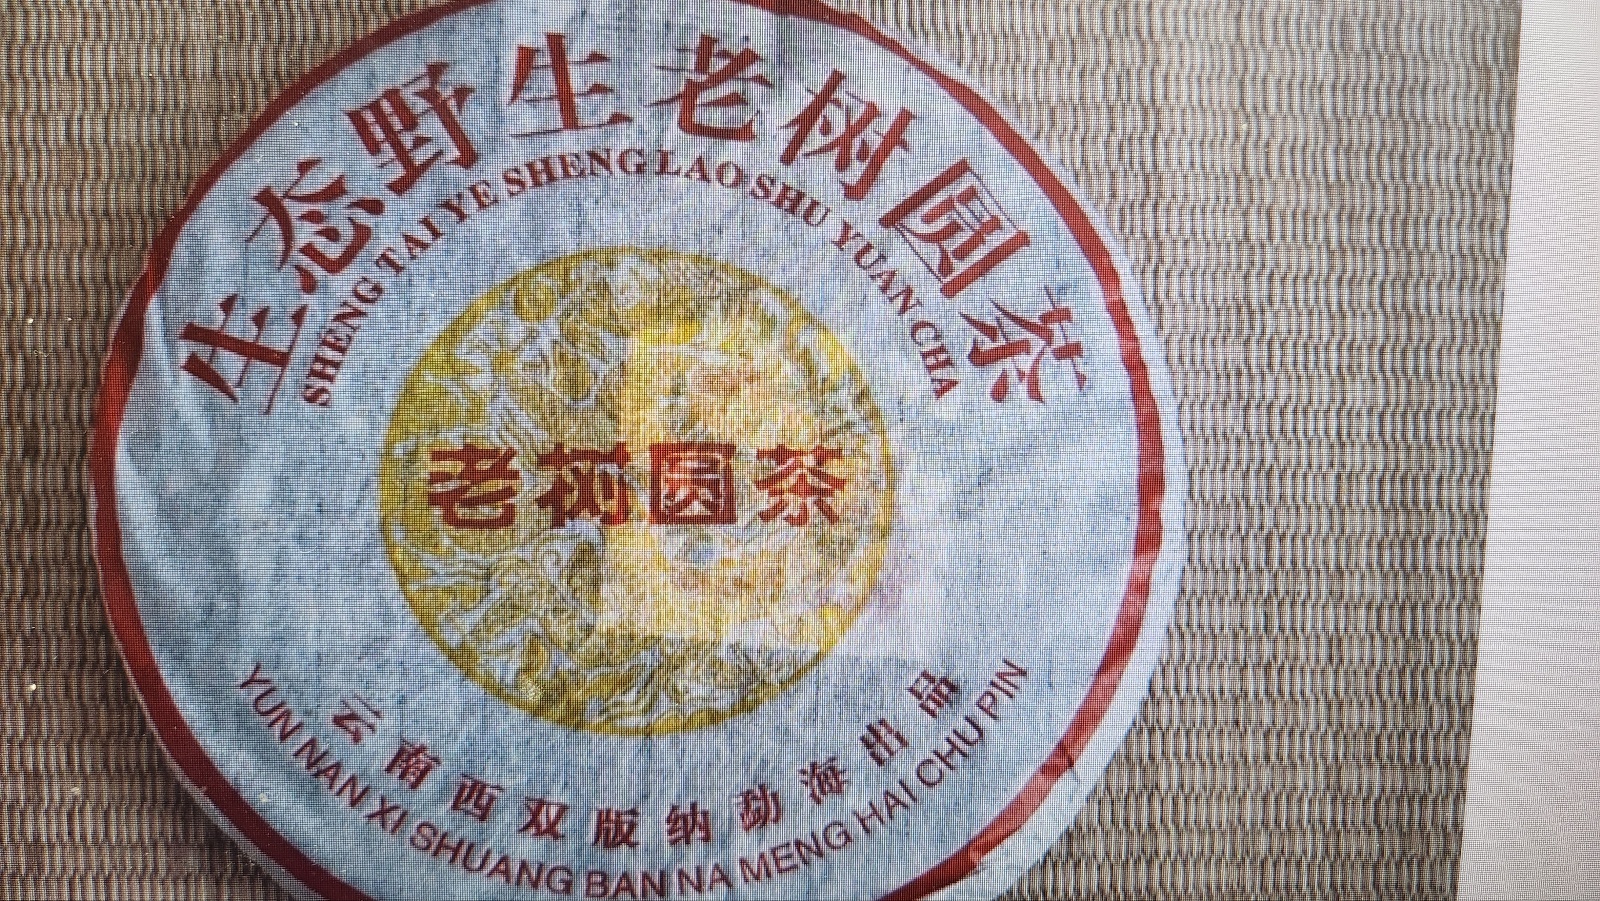 生态野生老树圆茶
SHENG TAI YE SHENG LAO SHU YUAN CHA
老树圆茶
云南西双版纳勐海出品
YUN NAN XI SHUANG BAN NA MENG HAI CHU PIN